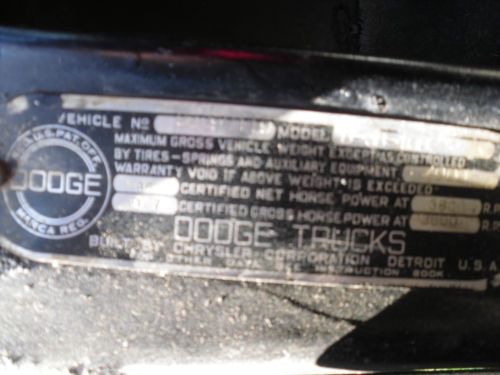 VEHICLE NO MODEL
MAXIMUM GROSS VEHICLE WEIGHT EXCEPT AS CONTROLLED
BY TIRES - SPRINGS AND AUXILIARY EQUIPMENT
WARRANTY VOID IF ABOVE WEIGHT IS EXCEEDED
CERTIFIED NET HORSE POWER AT
CERTIFIED GROSS HORSEPOWER AT
U.S. PAT. OFF.
DODGE
MARCA REG.
BUILT BY DODGE TRUCKS
CHRYSLER CORPORATION DETROIT U.S.A.
INSTRUCTION BOOK